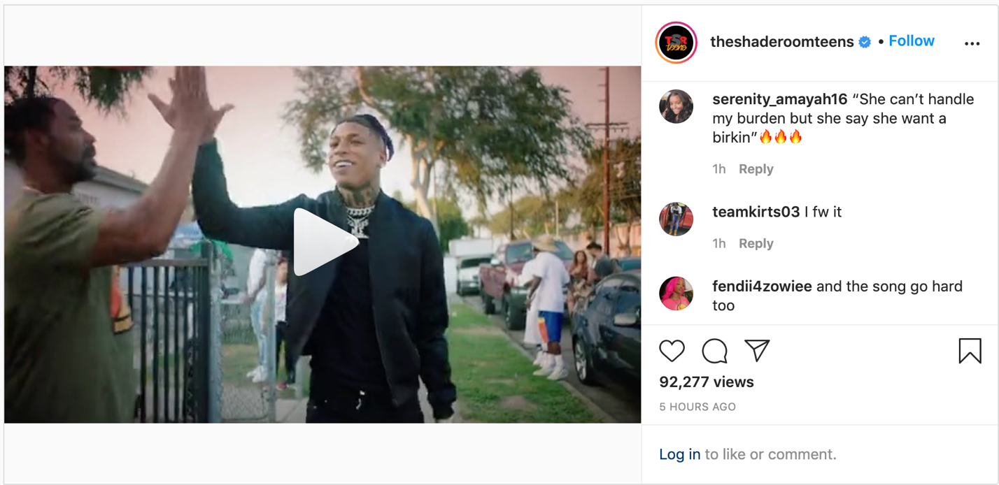 TSR
TEENS
theshaderoomteens • Follow
serenity_amayah16 “She can’t handle
my burden but she say she want a
birkin”🔥🔥🔥
1h Reply
teamkirts03 I fw it
1h Reply
fendii4zowiee and the song go hard
too
92,277 views
5 HOURS AGO
Log in to like or comment.